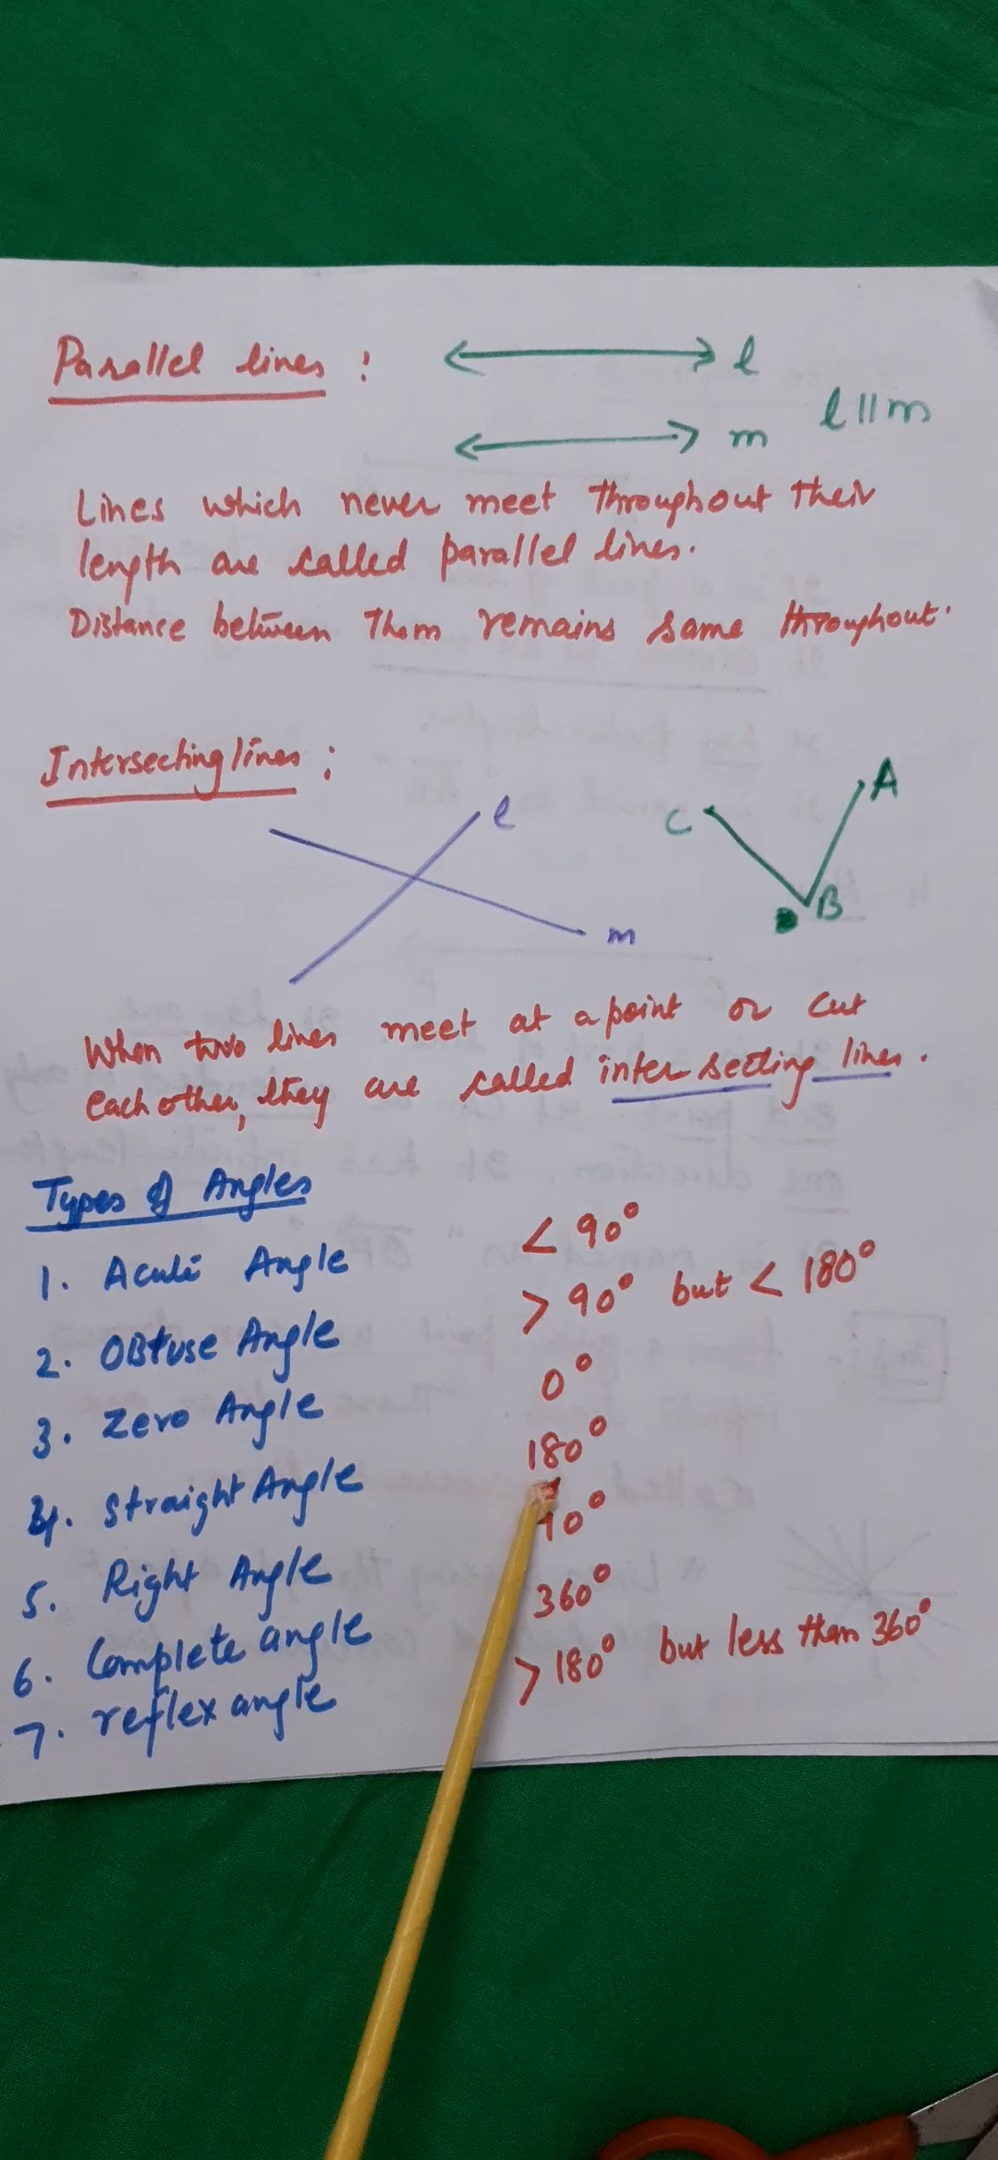 Parallel lines :
l
m
l || m
Lines which never meet throughout their
length are called parallel lines.
Distance between them remains same throughout.
Intersecting lines :
l
m
C
A
B
When two lines meet at a point or cut
each other, they are called intersecting lines.
Types of Angles
1. Acute Angle < 90°
2. Obtuse Angle > 90° but < 180°
3. Zero Angle 0°
4. Straight Angle 180°
5. Right Angle 90°
6. Complete angle 360°
7. reflex angle > 180° but less than 360°